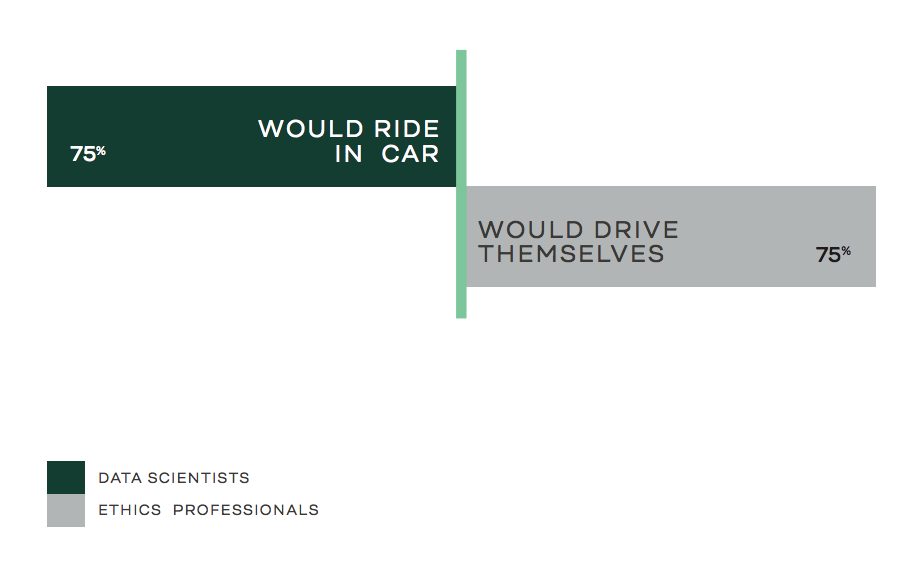 WOULD RIDE
IN CAR
75%
WOULD DRIVE
THEMSELVES
75%
DATA SCIENTISTS
ETHICS PROFESSIONALS